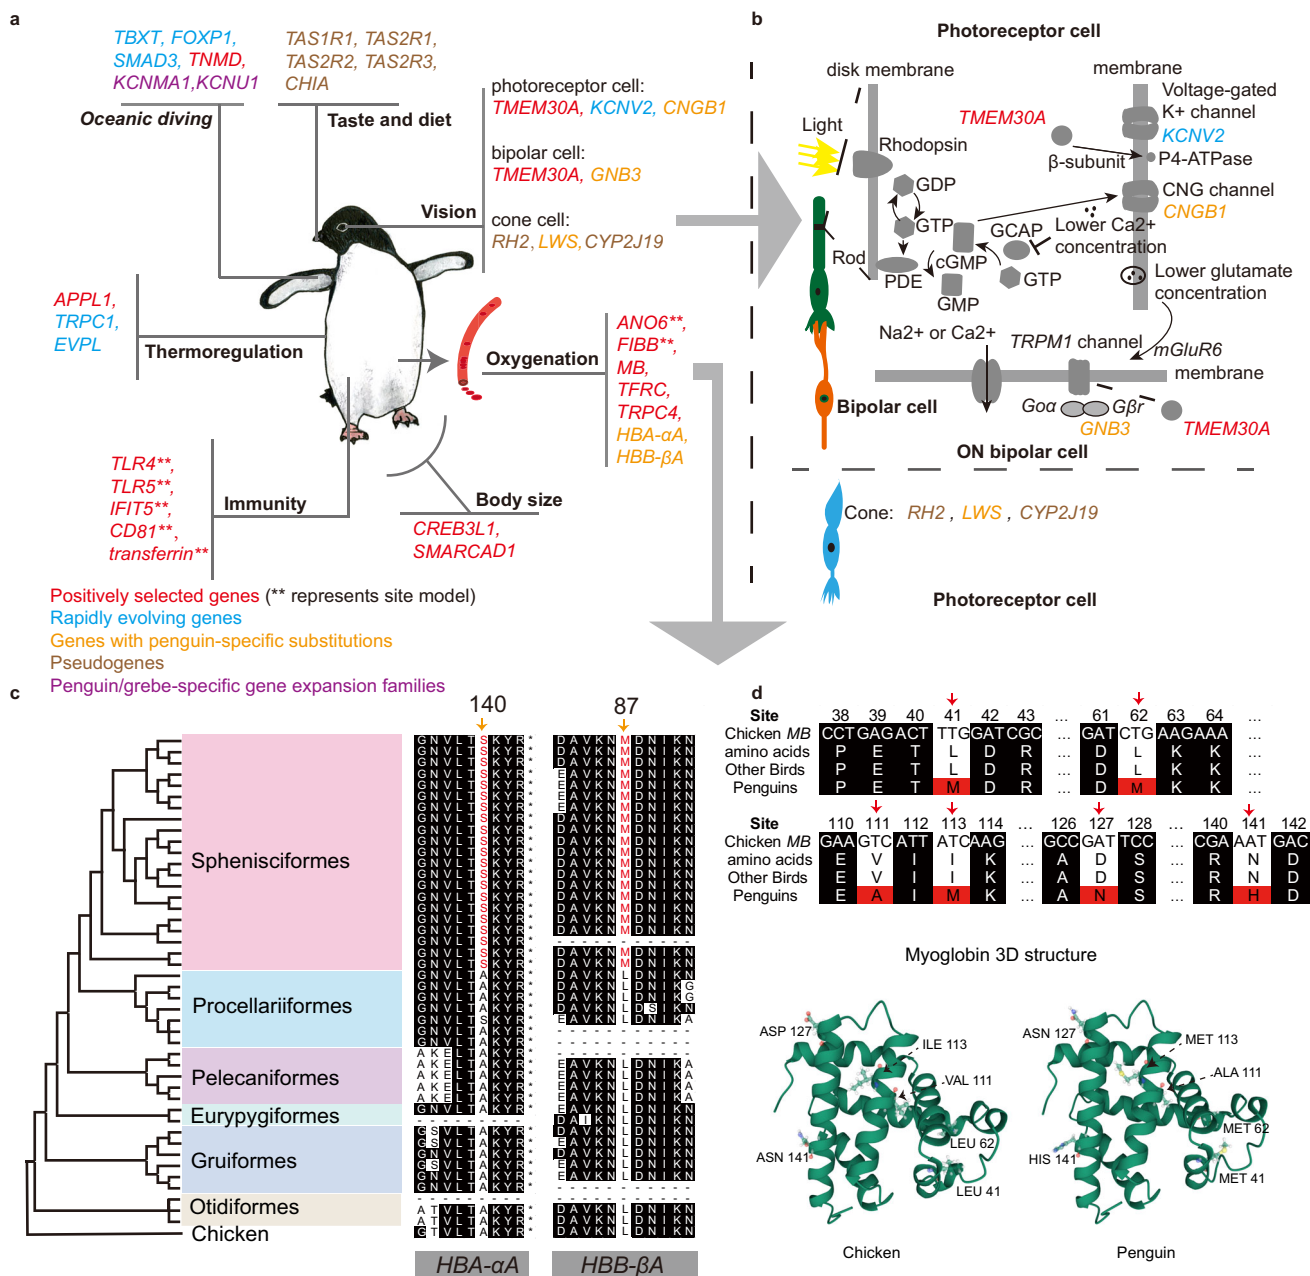 a
TBXT, FOXP1,
SMAD3, TNMD,
KCNMA1,KCNU1
Oceanic diving
TAS1R1, TAS2R1,
TAS2R2, TAS2R3,
CHIA
Taste and diet
photoreceptor cell:
TMEM30A, KCNV2, CNGB1
bipolar cell:
TMEM30A, GNB3
Vision
cone cell:
RH2, LWS, CYP2J19
APPL1,
TRPC1,
EVPL
Thermoregulation
Oxygenation
ANO6**,
FIBB**,
MB,
TFRC,
TRPC4,
HBA-αA,
HBB-βA
TLR4**,
TLR5**,
IFIT5**,
CD81**,
transferrin**
Immunity
Body size
CREB3L1,
SMARCAD1
Positively selected genes (** represents site model)
Rapidly evolving genes
Genes with penguin-specific substitutions
Pseudogenes
Penguin/grebe-specific gene expansion families
b
Photoreceptor cell
disk membrane
membrane
Voltage-gated
K+ channel
KCNV2
TMEM30A
Light
Rhodopsin
β-subunit
P4-ATPase
GDP
CNG channel
CNGB1
GTP
GCAP
Lower Ca2+
concentration
Rod
cGMP
PDE
GTP
GMP
Lower glutamate
concentration
Na2+ or Ca2+
TRPM1 channel
mGluR6
membrane
Bipolar cell
Goα
Gβr
GNB3
TMEM30A
ON bipolar cell
Cone: RH2 , LWS , CYP2J19
Photoreceptor cell
c
140
87
Sphenisciformes
Procellariiformes
Pelecaniformes
Eurypygiformes
Gruiformes
Otidiformes
Chicken
HBA-αA
HBB-βA
d
Site 38 39 40 41 42 43 ... 61 62 63 64 ...
Chicken MB CCT GAG ACT TTG GAT CGC ... GAT CTG AAG AAA ...
amino acids P E T L D R ... D L K K ...
Other Birds P E T L D R ... D L K K ...
Penguins P E T M D R ... D M K K ...
Site 110 111 112 113 114 ... 126 127 128 ... 140 141 142
Chicken MB GAA GTC ATT ATC AAG ... GCC GAT TCC ... CGA AAT GAC
amino acids E V I I K ... A D S ... R N D
Other Birds E V I I K ... A D S ... R N D
Penguins E A I M K ... A N S ... R H D
Myoglobin 3D structure
ASP 127
ILE 113
VAL 111
LEU 62
ASN 141
LEU 41
Chicken
ASN 127
MET 113
ALA 111
MET 62
HIS 141
MET 41
Penguin